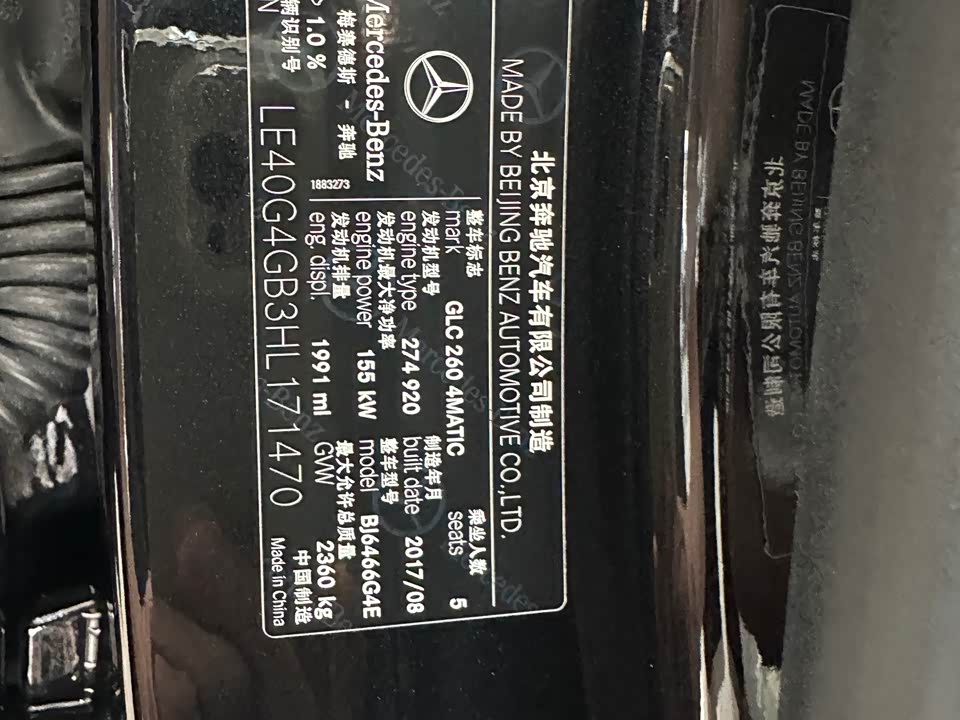 北京奔驰汽车有限公司制造
MADE BY BEIJING BENZ AUTOMOTIVE CO.,LTD.
Mercedes-Benz
梅赛德斯 - 奔驰
1883273
整车标志 乘坐人数
mark GLC 260 4MATIC seats 5
发动机型号 制造年月
engine type 274 920 built date 2017/08
发动机最大净功率 整车型号
engine power 155 kW model BJ6466G4E
发动机排量 最大允许总质量
eng. displ. 1991 ml GVW 2360 kg
1.0 %
辆识别号 LE40G4GB3HL171470
中国制造
Made in China